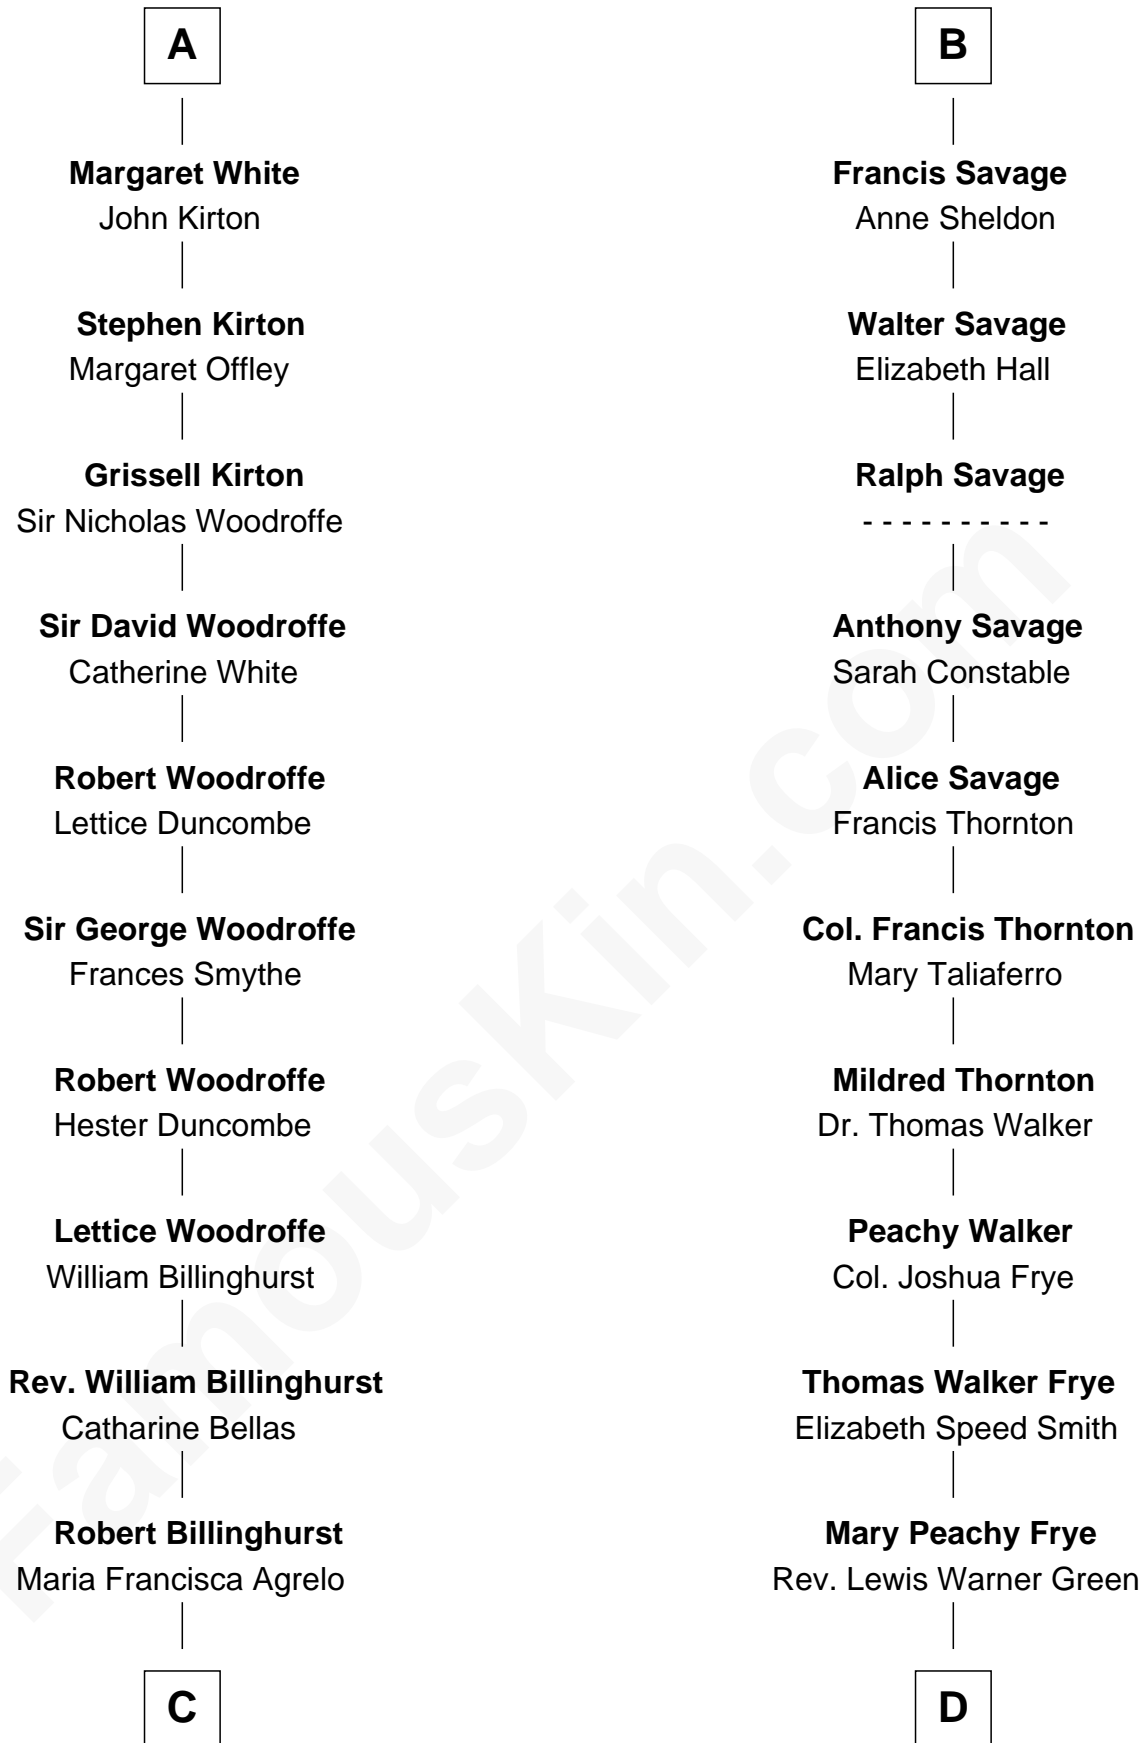 A
Margaret White
John Kirton
Stephen Kirton
Margaret Offley
Grissell Kirton
Sir Nicholas Woodroffe
Sir David Woodroffe
Catherine White
Robert Woodroffe
Lettice Duncombe
Sir George Woodroffe
Frances Smythe
Robert Woodroffe
Hester Duncombe
Lettice Woodroffe
William Billinghurst
Rev. William Billinghurst
Catharine Bellas
Robert Billinghurst
Maria Francisca Agrelo
C
B
Francis Savage
Anne Sheldon
Walter Savage
Elizabeth Hall
Ralph Savage
- - - - - - - - - -
Anthony Savage
Sarah Constable
Alice Savage
Francis Thornton
Col. Francis Thornton
Mary Taliaferro
Mildred Thornton
Dr. Thomas Walker
Peachy Walker
Col. Joshua Frye
Thomas Walker Frye
Elizabeth Speed Smith
Mary Peachy Frye
Rev. Lewis Warner Green
D
FamousKin.com